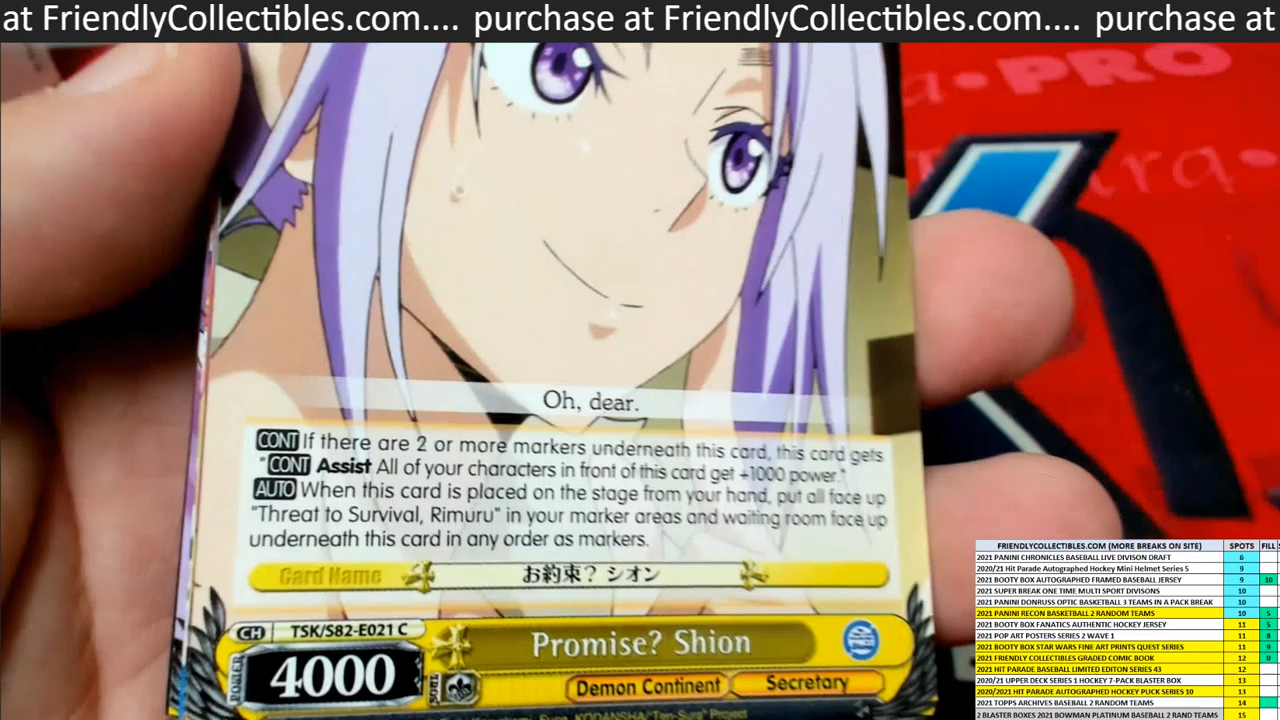 at FriendlyCollectibles.com.... purchase at FriendlyCollectibles.com.... purchase at
PRO
Oh, dear.
CONT If there are 2 or more markers underneath this card, this card gets
"CONT Assist All of your characters in front of this card get +1000 power."
AUTO When this card is placed on the stage from your hand, put all face up
"Threat to Survival, Rimuru" in your marker areas and waiting room face up
underneath this card in any order as markers.
Card Name お約束? シオン
CH TSK/S82-E021 C
Promise? Shion
POWER 4000
Demon Continent Secretary
FRIENDLYCOLLECTIBLES.COM (MORE BREAKS ON SITE) SPOTS FILL
2021 PANINI CHRONICLES BASEBALL LIVE DIVISON DRAFT 6
2020/21 Hit Parade Autographed Hockey Mini Helmet Series 5 9
2021 BOOTY BOX AUTOGRAPHED FRAMED BASEBALL JERSEY 9 10
2021 SUPER BREAK ONE TIME MULTI SPORT DIVISONS 10
2021 PANINI DONRUSS OPTIC BASKETBALL 3 TEAMS IN A PACK BREAK 10
2021 PANINI RECON BASKETBALL 2 RANDOM TEAMS 10 5
2021 BOOTY BOX FANATICS AUTHENTIC HOCKEY JERSEY 11 5
2021 POP ART POSTERS SERIES 2 WAVE 1 11 8
2021 BOOTY BOX STAR WARS FINE ART PRINTS QUEST SERIES 11 9
2021 FRIENDLY COLLECTIBLES GRADED COMIC BOOK 12 0
2021 HIT PARADE BASEBALL LIMITED EDITON SERIES 43 12
2020/21 UPPER DECK SERIES 1 HOCKEY 7-PACK BLASTER BOX 13
2020/2021 HIT PARADE AUTOGRAPHED HOCKEY PUCK SERIES 10 13
2021 TOPPS ARCHIVES BASEBALL 2 RANDOM TEAMS 14
2 BLASTER BOXES 2021 BOWMAN PLATINUM BASEBALL 2 RAND TEAMS 15